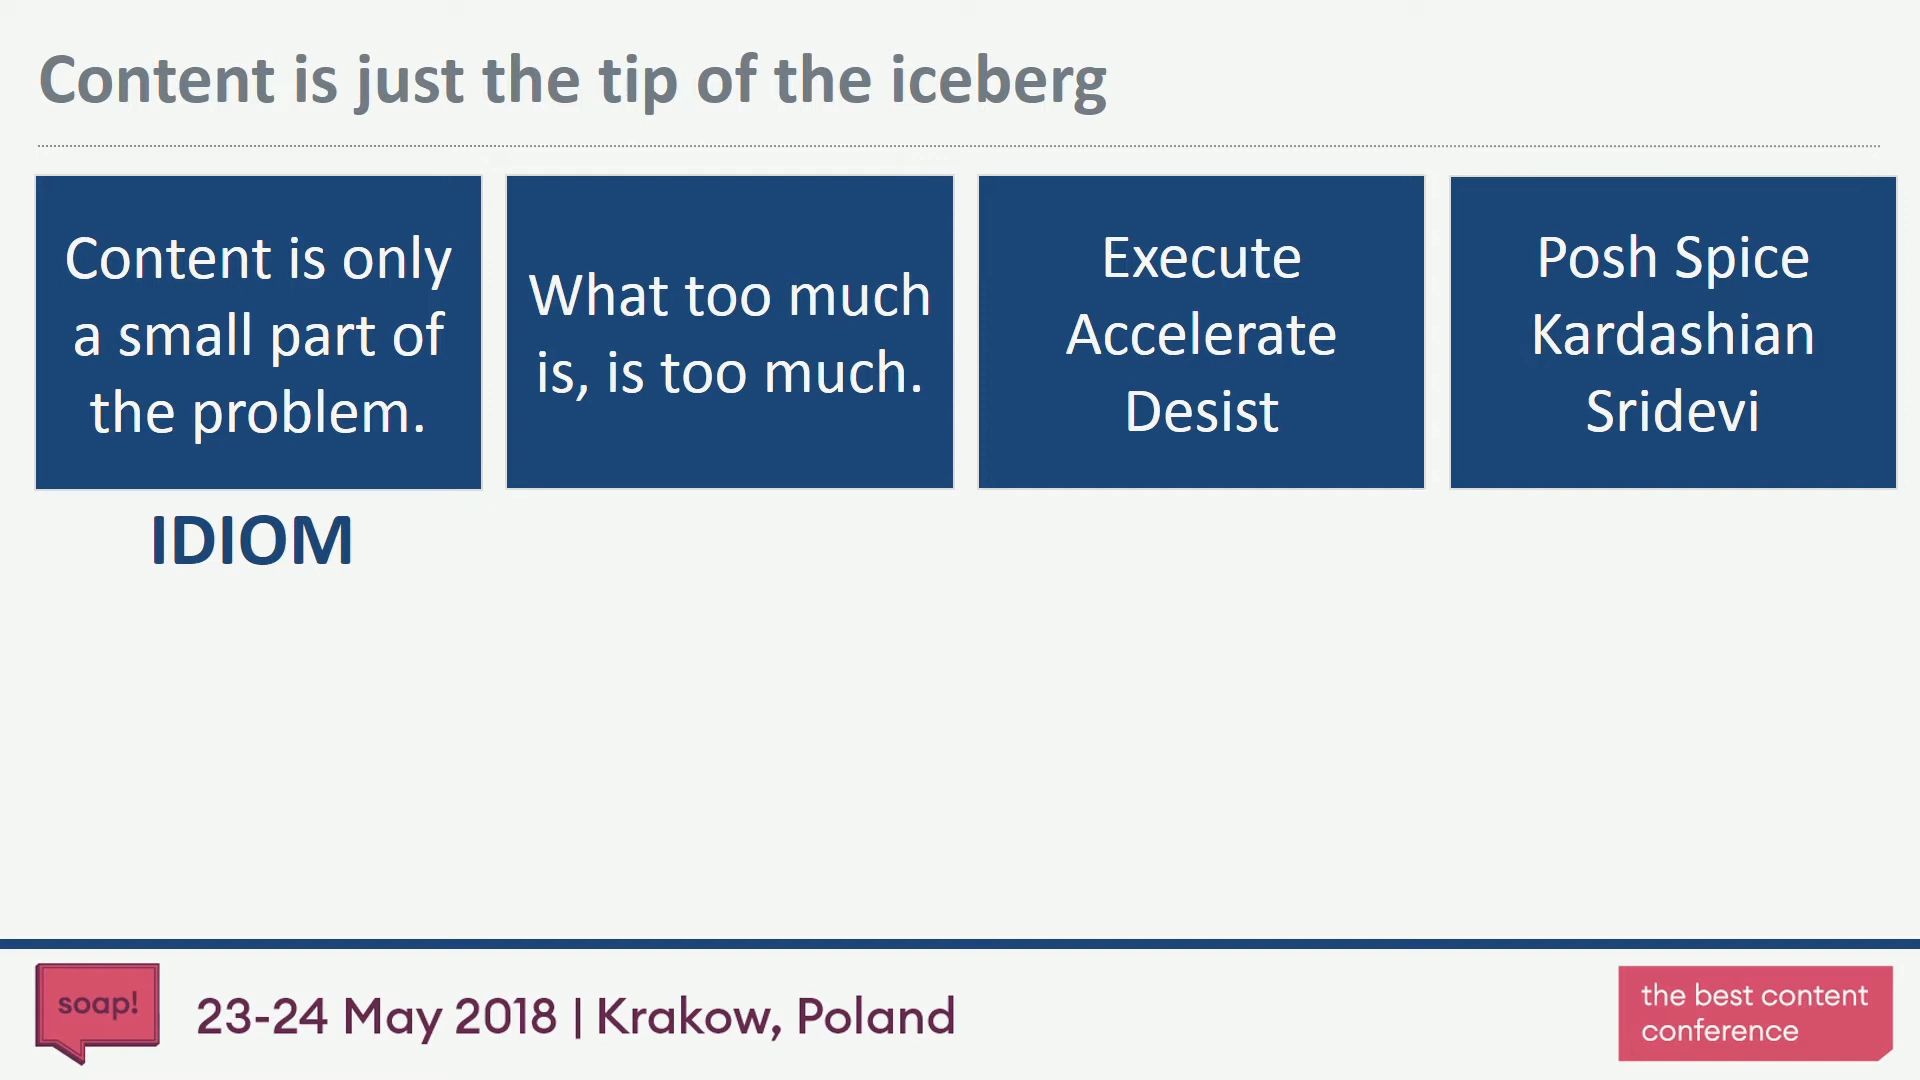 Content is just the tip of the iceberg
Content is only
a small part of
the problem.
What too much
is, is too much.
Execute
Accelerate
Desist
Posh Spice
Kardashian
Sridevi
IDIOM
soap!
23-24 May 2018 | Krakow, Poland
the best content
conference